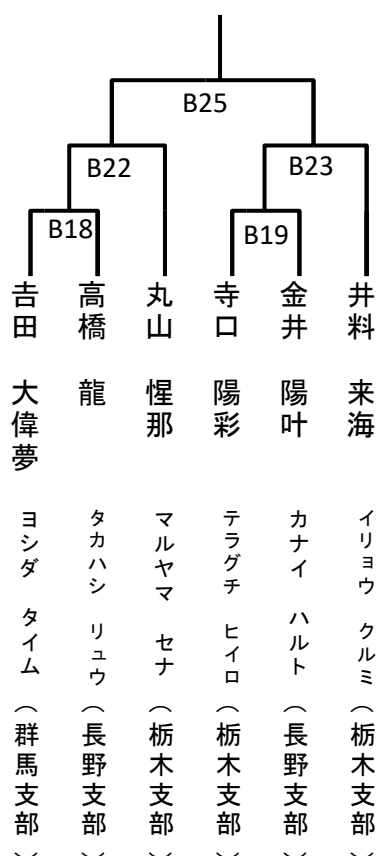 B25
B22
B23
B18
B19
𠮷田 大偉夢 ヨシダ タイム (群馬支部)
高橋 龍 タカハシ リュウ (長野支部)
丸山 惺那 マルヤマ セナ (栃木支部)
寺口 陽彩 テラグチ ヒイロ (栃木支部)
金井 陽叶 カナイ ハルト (長野支部)
井料 来海 イリョウ クルミ (栃木支部)